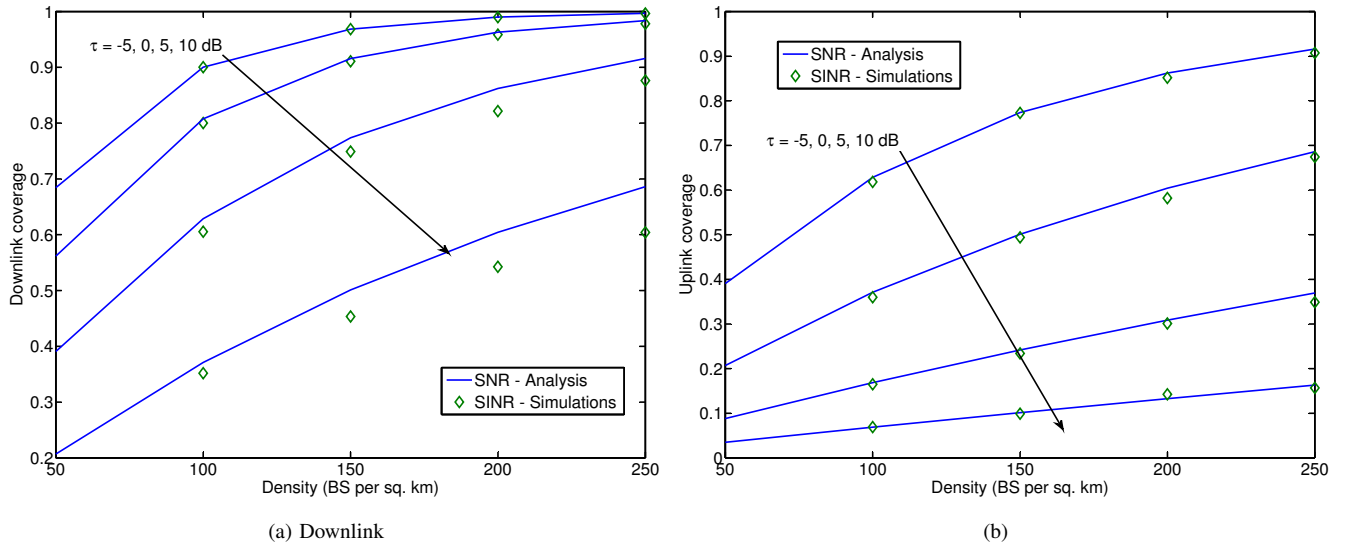 1
0.9
0.8
0.7
0.6
0.5
0.4
0.3
0.2
50
100
150
200
250
Downlink coverage
Density (BS per sq. km)
τ = -5, 0, 5, 10 dB
SNR - Analysis
SINR - Simulations
(a) Downlink
1
0.9
0.8
0.7
0.6
0.5
0.4
0.3
0.2
0.1
0
50
100
150
200
250
Uplink coverage
Density (BS per sq. km)
SNR - Analysis
SINR - Simulations
τ = -5, 0, 5, 10 dB
(b)